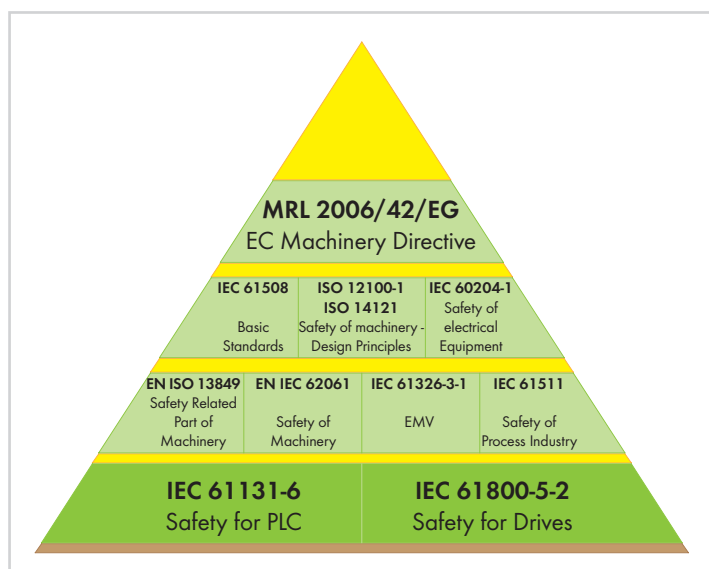 MRL 2006/42/EG
EC Machinery Directive
IEC 61508
Basic
Standards
ISO 12100-1
ISO 14121
Safety of machinery -
Design Principles
IEC 60204-1
Safety of
electrical
Equipment
EN ISO 13849
Safety Related
Part of
Machinery
EN IEC 62061
Safety of
Machinery
IEC 61326-3-1
EMV
IEC 61511
Safety of
Process Industry
IEC 61131-6
Safety for PLC
IEC 61800-5-2
Safety for Drives